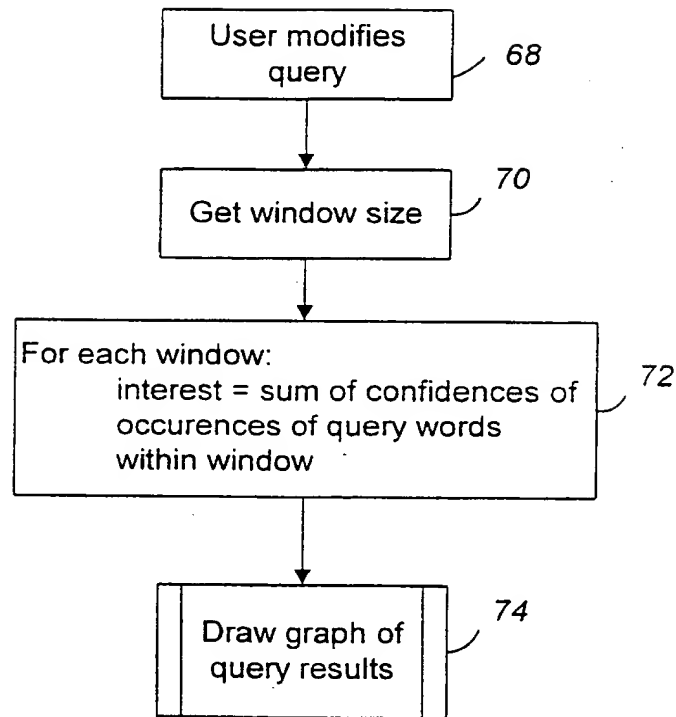 User modifies
query
68
70
Get window size
For each window:
interest = sum of confidences of
occurences of query words
within window
72
74
Draw graph of
query results